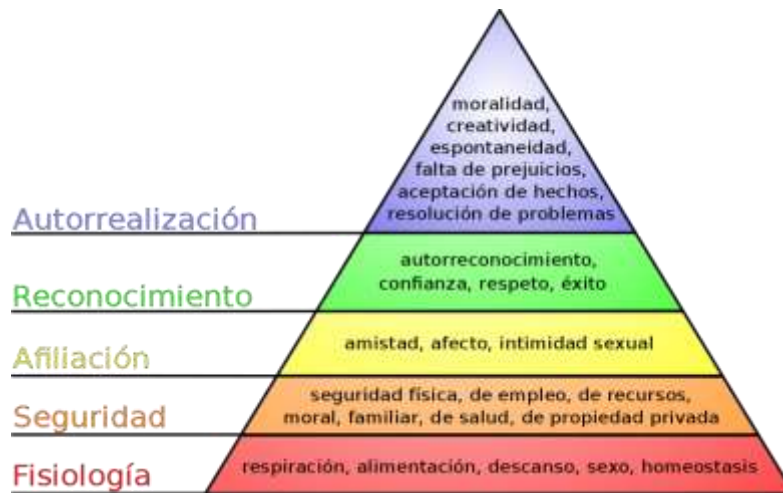 moralidad,
creatividad,
espontaneidad,
falta de prejuicios,
aceptación de hechos,
resolución de problemas
Autorrealización
autorreconocimiento,
confianza, respeto, éxito
Reconocimiento
amistad, afecto, intimidad sexual
Afiliación
seguridad física, de empleo, de recursos,
moral, familiar, de salud, de propiedad privada
Seguridad
respiración, alimentación, descanso, sexo, homeostasis
Fisiología